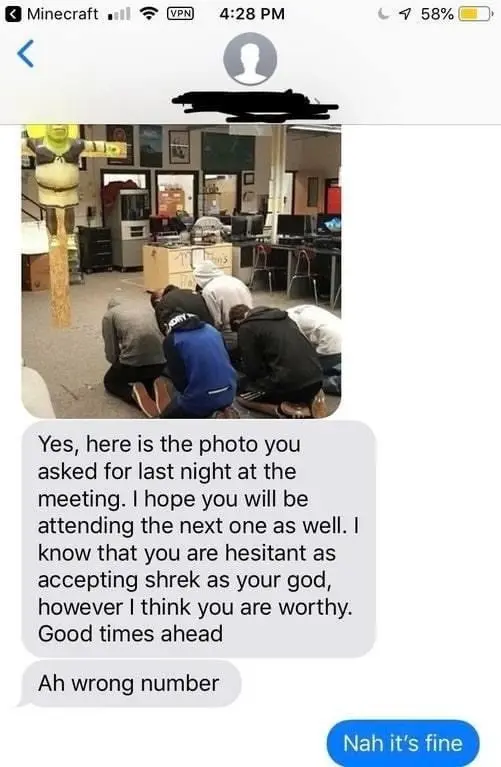 Minecraft VPN 4:28 PM 58%
Yes, here is the photo you
asked for last night at the
meeting. I hope you will be
attending the next one as well. I
know that you are hesitant as
accepting shrek as your god,
however I think you are worthy.
Good times ahead
Ah wrong number
Nah it's fine